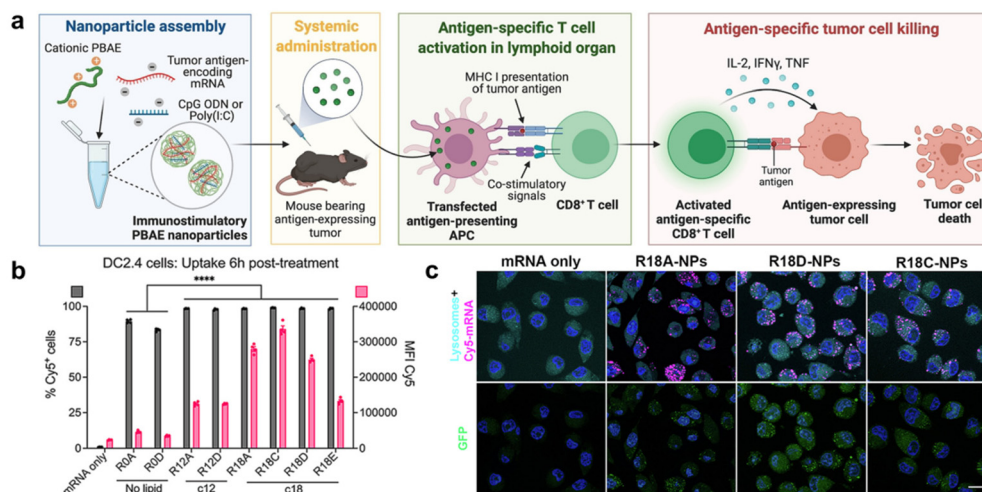 a
Nanoparticle assembly
Cationic PBAE
Tumor antigen-
encoding
mRNA
CpG ODN or
Poly(I:C)
Immunostimulatory
PBAE nanoparticles
Systemic
administration
Mouse bearing
antigen-expressing
tumor
Antigen-specific T cell
activation in lymphoid organ
MHC I presentation
of tumor antigen
Co-stimulatory
signals
Transfected
antigen-presenting
APC
CD8⁺ T cell
Antigen-specific tumor cell killing
IL-2, IFNγ, TNF
Tumor
antigen
Activated
antigen-specific
CD8⁺ T cell
Antigen-expressing
tumor cell
Tumor cell
death
b
DC2.4 cells: Uptake 6h post-treatment
****
% Cy5⁺ cells
100
75
50
25
0
MFI Cy5
400000
300000
200000
100000
0
mRNA only
R0A
R0D
R12A
R12D
R18A
R18C
R18D
R18E
No lipid
c12
c18
c
mRNA only
R18A-NPs
R18D-NPs
R18C-NPs
Lysosomes+
Cy5-mRNA
GFP